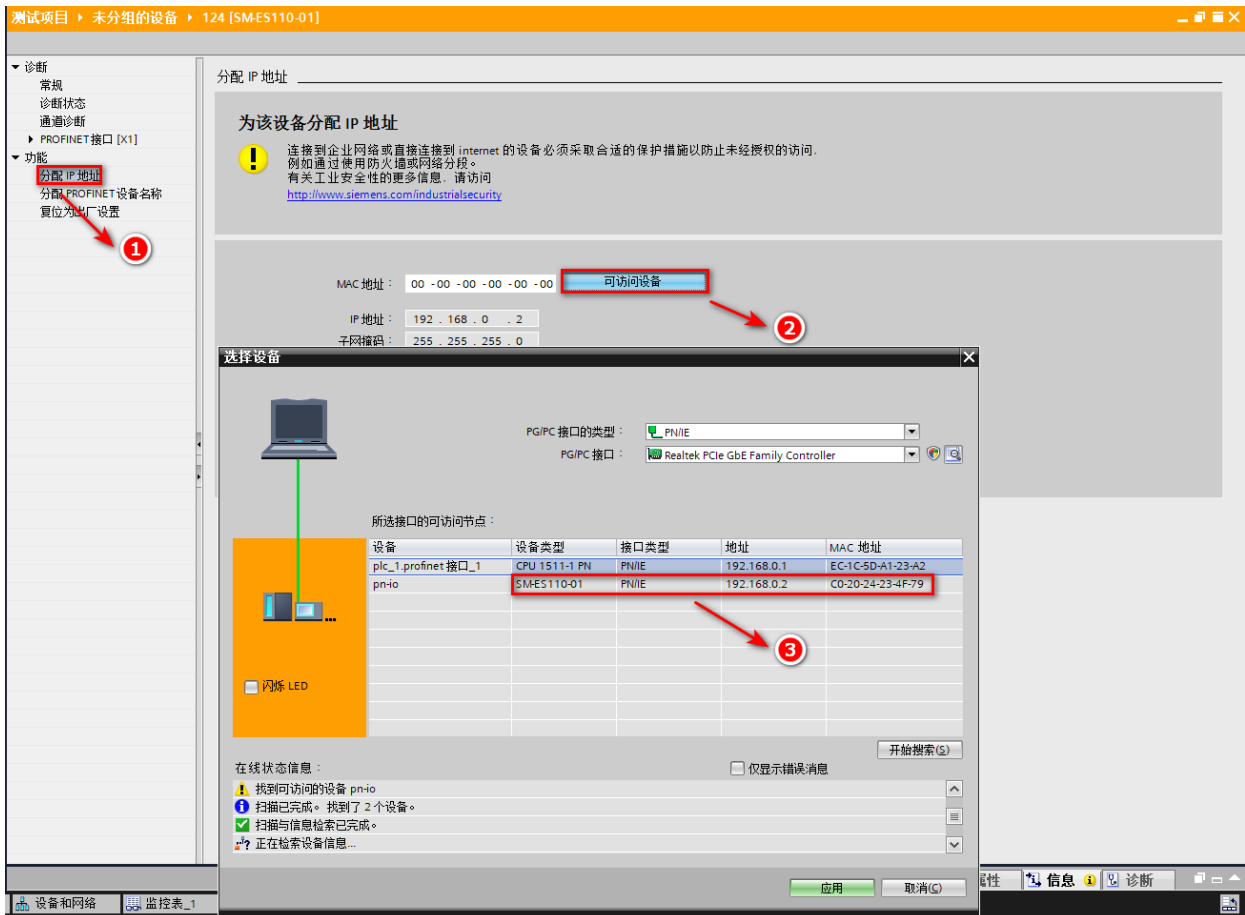 测试项目 ▸ 未分组的设备 ▸ 124 [SM-ES110-01]
诊断
常规
诊断状态
通道诊断
PROFINET接口 [X1]
功能
分配 IP 地址
分配 PROFINET 设备名称
复位为出厂设置
1
分配 IP 地址
为该设备分配 IP 地址
连接到企业网络或直接连接到 internet 的设备必须采取合适的保护措施以防止未经授权的访问.
例如通过使用防火墙或网络分段。
有关工业安全性的更多信息. 请访问
http://www.siemens.com/industrialsecurity
MAC 地址： 00 -00 -00 -00 -00 -00 可访问设备
2
IP 地址： 192 . 168 . 0 . 2
子网掩码： 255 . 255 . 255 . 0
选择设备
PG/PC 接口的类型： PN/IE
PG/PC 接口： Realtek PCIe GbE Family Controller
所选接口的可访问节点：
设备 设备类型 接口类型 地址 MAC 地址
plc_1.profinet 接口_1 CPU 1511-1 PN PN/IE 192.168.0.1 EC-1C-5D-A1-23-A2
pn-io SM-ES110-01 PN/IE 192.168.0.2 C0-20-24-23-4F-79
3
闪烁 LED
开始搜索(S)
在线状态信息： 仅显示错误消息
找到可访问的设备 pn-io
扫描已完成。找到了 2 个设备。
扫描与信息检索已完成。
正在检索设备信息...
应用 取消(C)
属性 信息 诊断
设备和网络 监控表_1